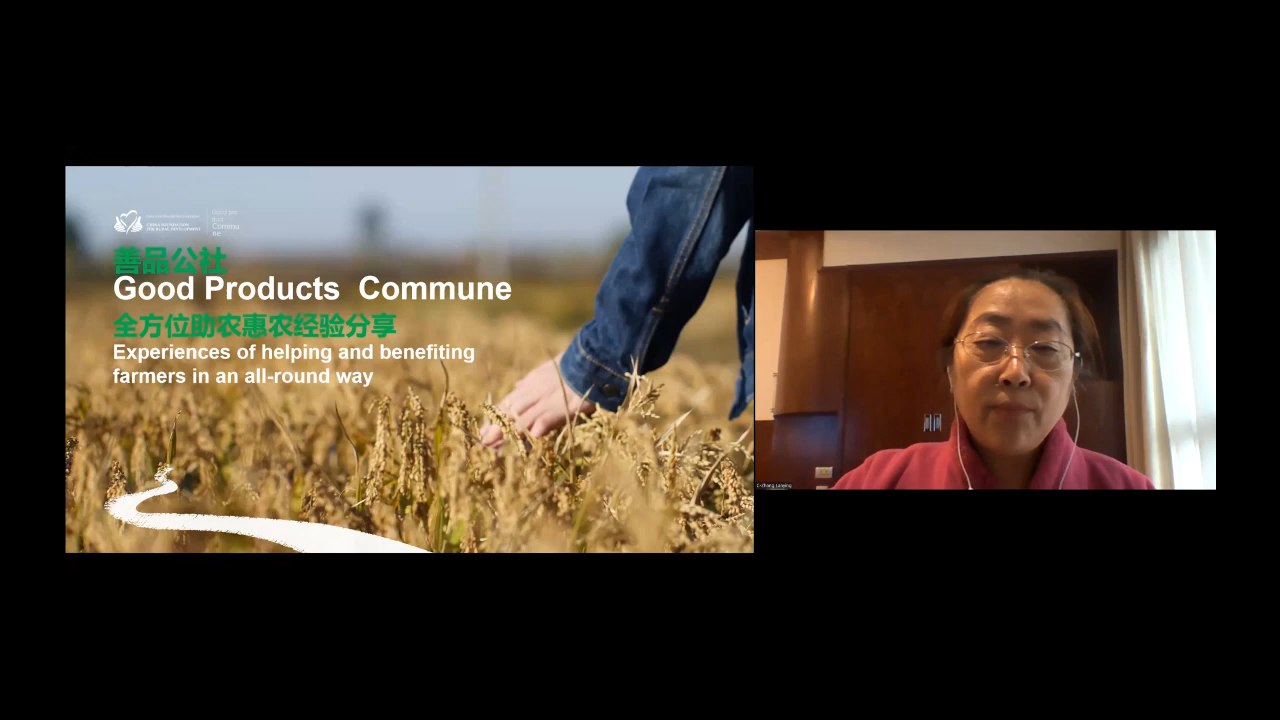 善品公社
Good Products  Commune
全方位助农惠农经验分享
Experiences of helping and benefiting
farmers in an all-round way